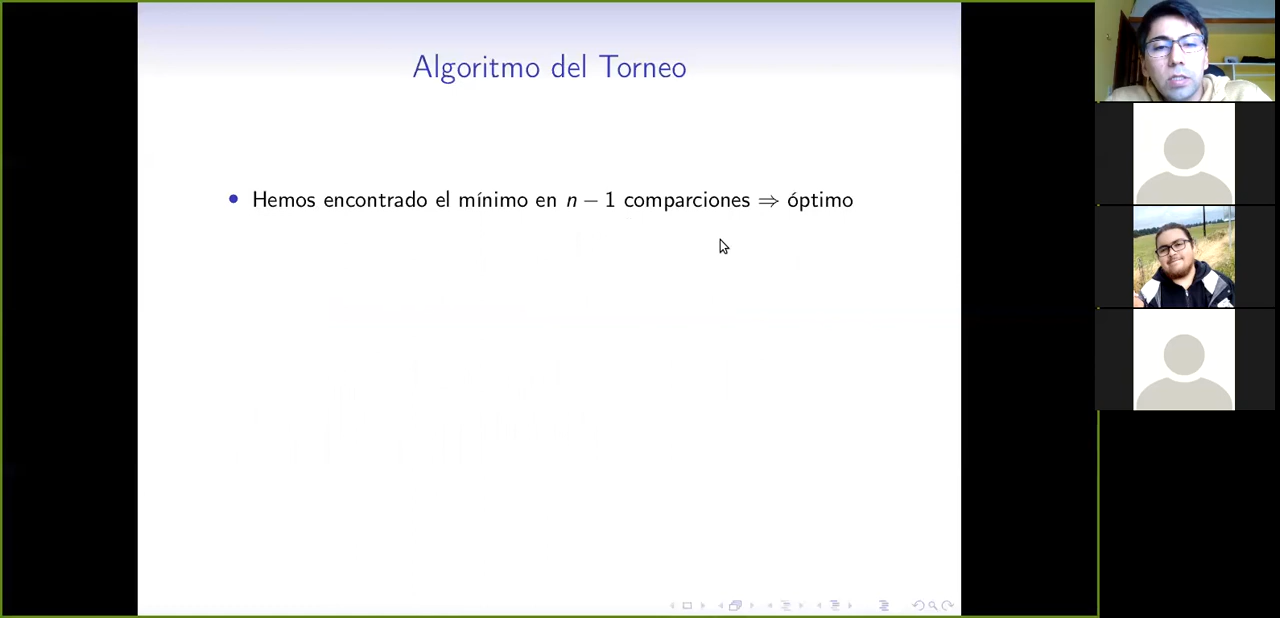 Algoritmo del Torneo
• Hemos encontrado el mínimo en n − 1 comparciones ⇒ óptimo